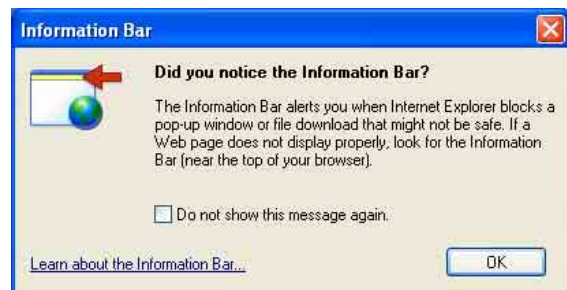 Information Bar
Did you notice the Information Bar?
The Information Bar alerts you when Internet Explorer blocks a
pop-up window or file download that might not be safe. If a
Web page does not display properly, look for the Information
Bar (near the top of your browser).
Do not show this message again.
Learn about the Information Bar...
OK